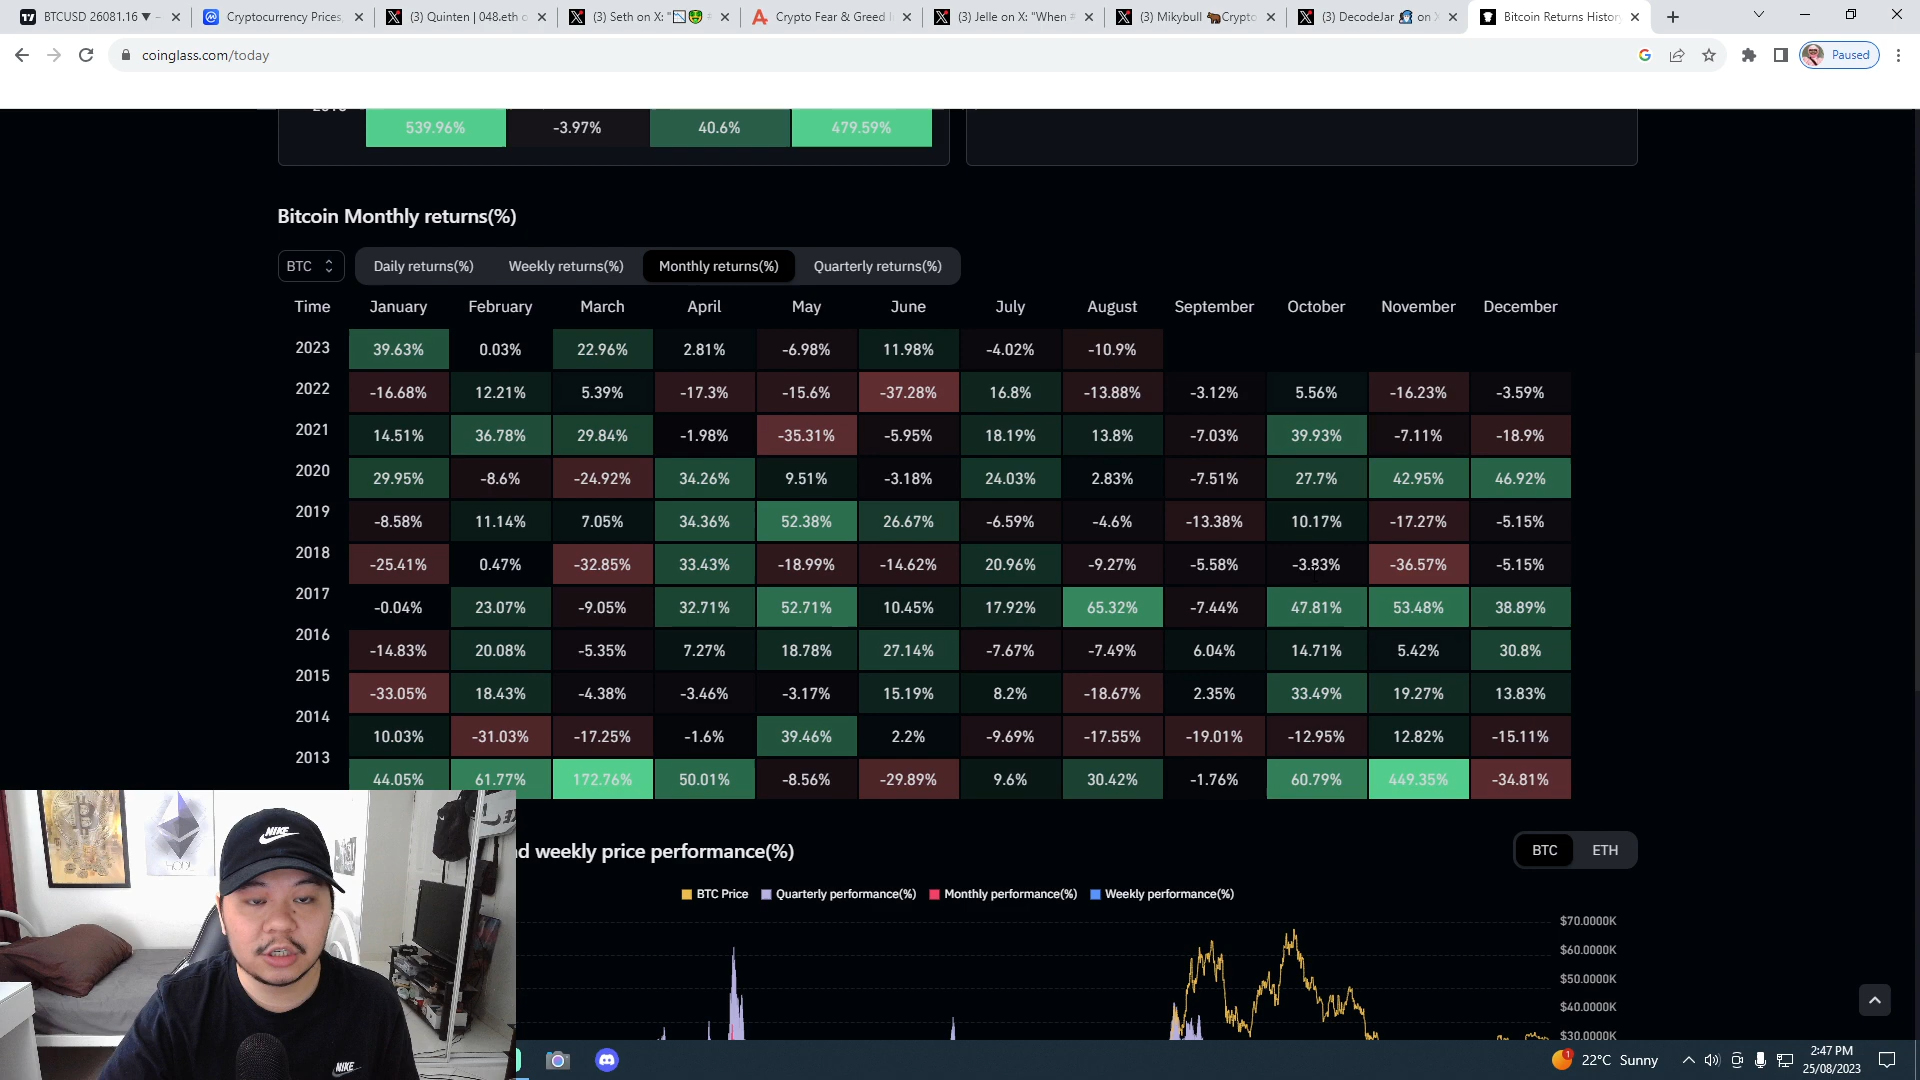 BTCUSD 26081.16 ▼ −
Cryptocurrency Prices,
(3) Quinten | 048.eth o
(3) Seth on X: "📉🤑 #
Crypto Fear & Greed I
(3) Jelle on X: "When #
(3) Mikybull 🐂Crypto
(3) DecodeJar
on X
Bitcoin Returns History
coinglass.com/today
Paused
539.96% -3.97% 40.6% 479.59%
Bitcoin Monthly returns(%)
BTC Daily returns(%) Weekly returns(%) Monthly returns(%) Quarterly returns(%)
Time January February March April May June July August September October November December
2023 39.63% 0.03% 22.96% 2.81% -6.98% 11.98% -4.02% -10.9%
2022 -16.68% 12.21% 5.39% -17.3% -15.6% -37.28% 16.8% -13.88% -3.12% 5.56% -16.23% -3.59%
2021 14.51% 36.78% 29.84% -1.98% -35.31% -5.95% 18.19% 13.8% -7.03% 39.93% -7.11% -18.9%
2020 29.95% -8.6% -24.92% 34.26% 9.51% -3.18% 24.03% 2.83% -7.51% 27.7% 42.95% 46.92%
2019 -8.58% 11.14% 7.05% 34.36% 52.38% 26.67% -6.59% -4.6% -13.38% 10.17% -17.27% -5.15%
2018 -25.41% 0.47% -32.85% 33.43% -18.99% -14.62% 20.96% -9.27% -5.58% -3.83% -36.57% -5.15%
2017 -0.04% 23.07% -9.05% 32.71% 52.71% 10.45% 17.92% 65.32% -7.44% 47.81% 53.48% 38.89%
2016 -14.83% 20.08% -5.35% 7.27% 18.78% 27.14% -7.67% -7.49% 6.04% 14.71% 5.42% 30.8%
2015 -33.05% 18.43% -4.38% -3.46% -3.17% 15.19% 8.2% -18.67% 2.35% 33.49% 19.27% 13.83%
2014 10.03% -31.03% -17.25% -1.6% 39.46% 2.2% -9.69% -17.55% -19.01% -12.95% 12.82% -15.11%
2013 44.05% 61.77% 172.76% 50.01% -8.56% -29.89% 9.6% 30.42% -1.76% 60.79% 449.35% -34.81%
d weekly price performance(%)
BTC ETH
BTC Price Quarterly performance(%) Monthly performance(%) Weekly performance(%)
$70.0000K
$60.0000K
$50.0000K
$40.0000K
$30.0000K
NIKE
NIKE
1
22°C Sunny
2:47 PM
25/08/2023